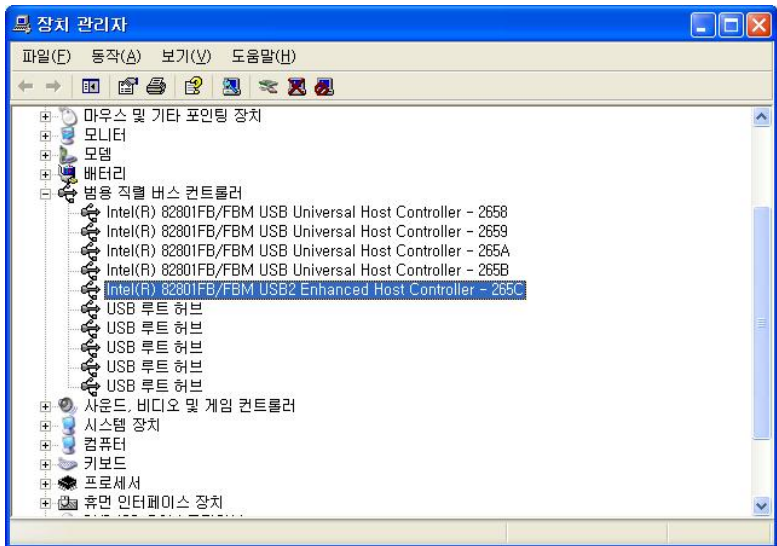 장치 관리자
파일(F) 동작(A) 보기(V) 도움말(H)
마우스 및 기타 포인팅 장치
모니터
모뎀
배터리
범용 직렬 버스 컨트롤러
Intel(R) 82801FB/FBM USB Universal Host Controller - 2658
Intel(R) 82801FB/FBM USB Universal Host Controller - 2659
Intel(R) 82801FB/FBM USB Universal Host Controller - 265A
Intel(R) 82801FB/FBM USB Universal Host Controller - 265B
Intel(R) 82801FB/FBM USB2 Enhanced Host Controller - 265C
USB 루트 허브
USB 루트 허브
USB 루트 허브
USB 루트 허브
USB 루트 허브
사운드, 비디오 및 게임 컨트롤러
시스템 장치
컴퓨터
키보드
프로세서
휴먼 인터페이스 장치